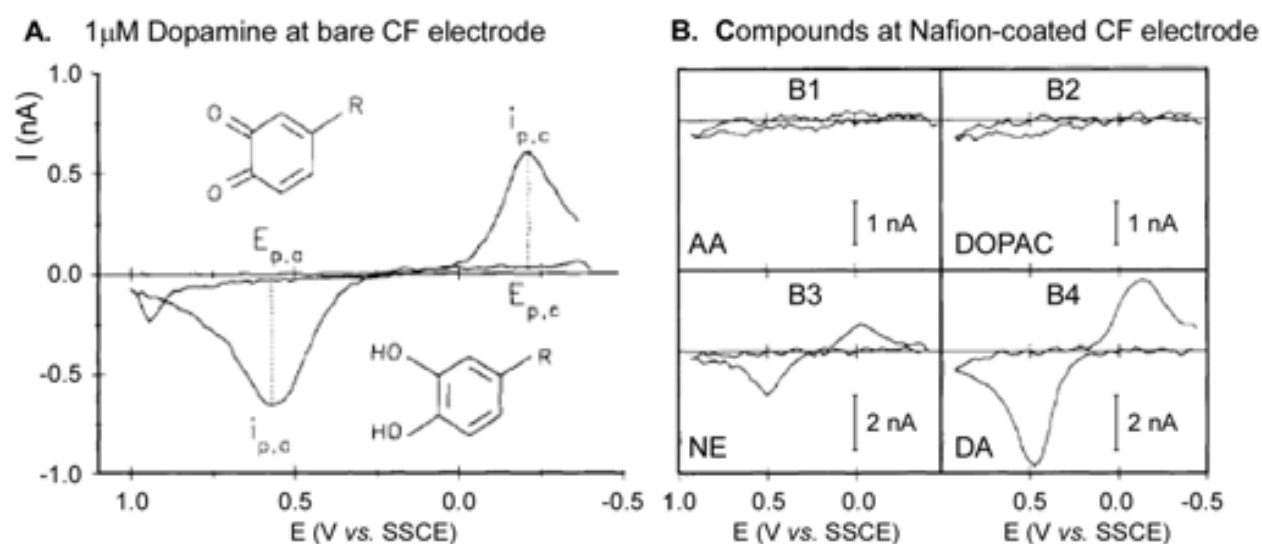 A. 1μM Dopamine at bare CF electrode
I (nA)
1.0
0.5
0.0
-0.5
-1.0
O
O
R
i p,c
E p,a
E p,c
HO
HO
R
i p,a
1.0 0.5 0.0 -0.5
E (V vs. SSCE)
B. Compounds at Nafion-coated CF electrode
B1
1 nA
AA
B2
1 nA
DOPAC
B3
2 nA
NE
B4
2 nA
DA
1.0 0.5 0.0 0.5 0.0 -0.5
E (V vs. SSCE) E (V vs. SSCE)